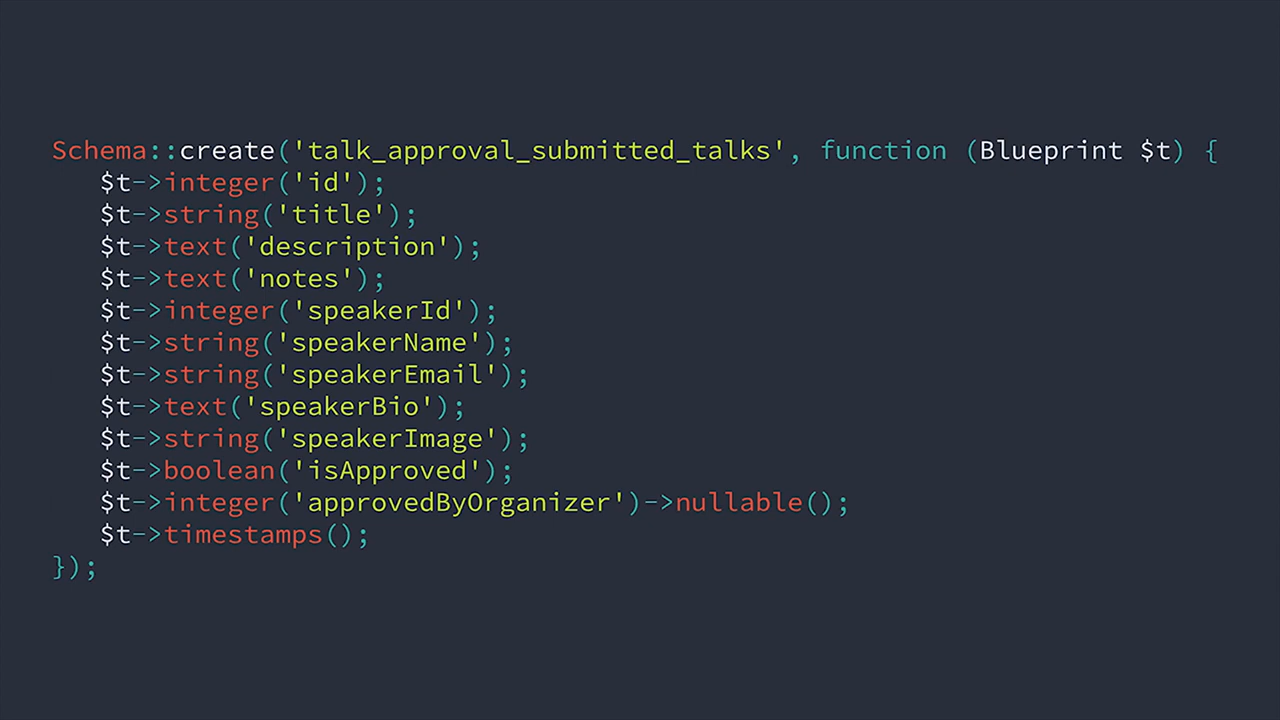 Schema::create('talk_approval_submitted_talks', function (Blueprint $t) {
   $t->integer('id');
   $t->string('title');
   $t->text('description');
   $t->text('notes');
   $t->integer('speakerId');
   $t->string('speakerName');
   $t->string('speakerEmail');
   $t->text('speakerBio');
   $t->string('speakerImage');
   $t->boolean('isApproved');
   $t->integer('approvedByOrganizer')->nullable();
   $t->timestamps();
});